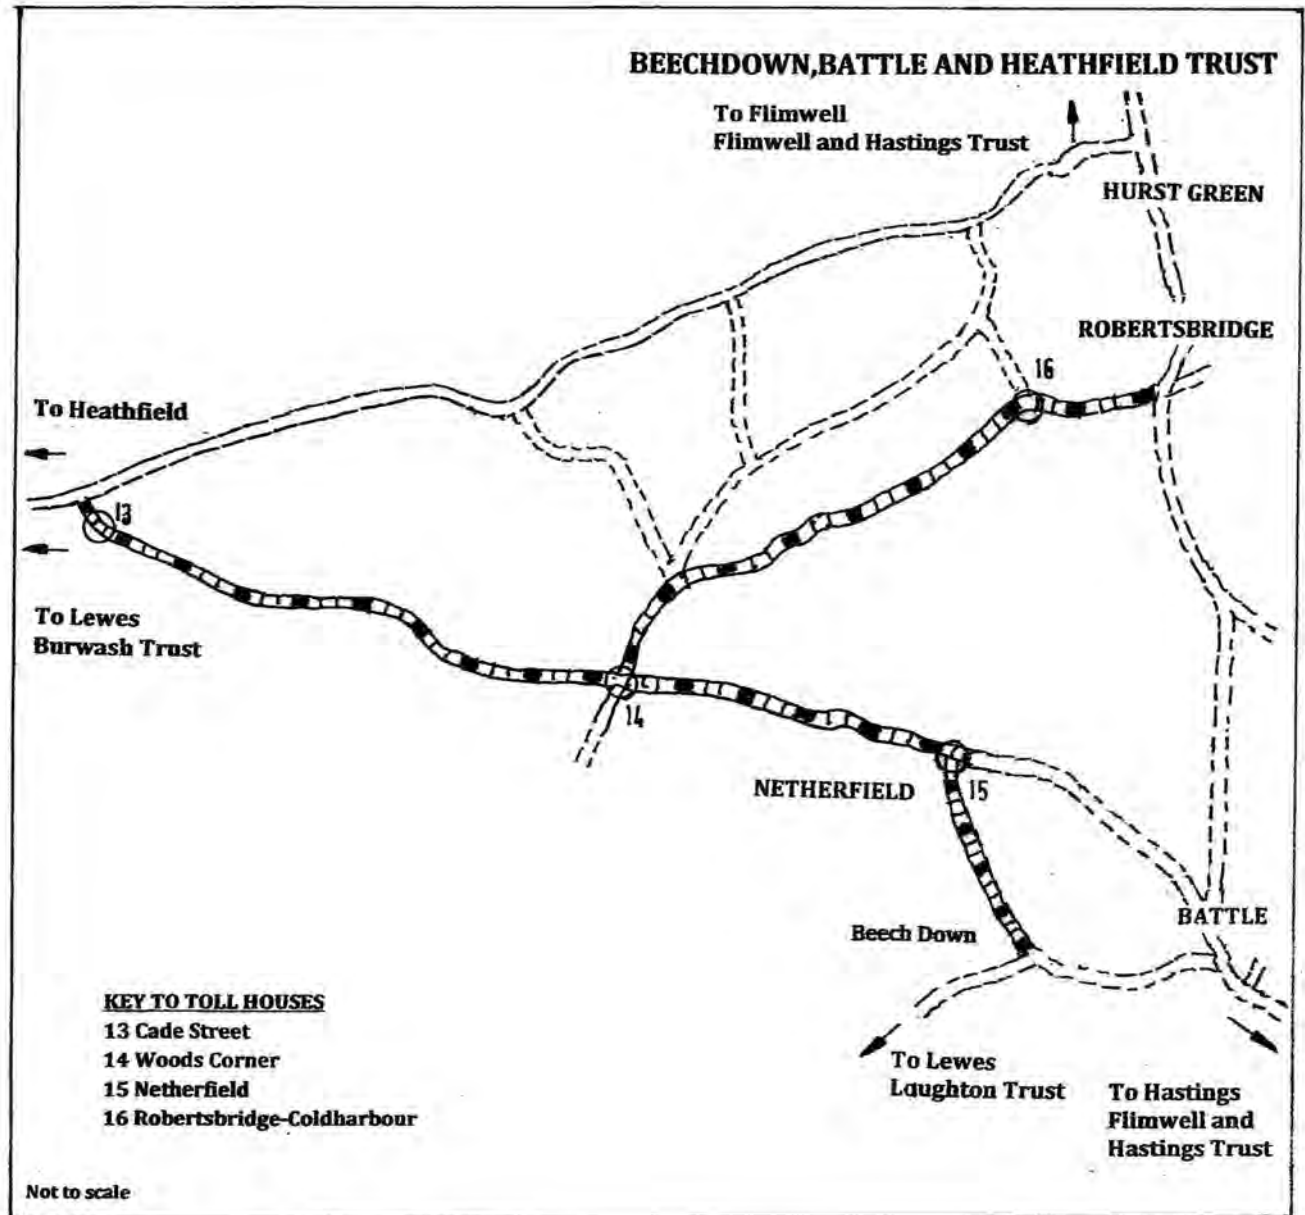 BEECHDOWN,BATTLE AND HEATHFIELD TRUST
To Flimwell
Flimwell and Hastings Trust
HURST GREEN
ROBERTSBRIDGE
16
To Heathfield
13
To Lewes
Burwash Trust
14
NETHERFIELD
15
BATTLE
Beech Down
KEY TO TOLL HOUSES
13 Cade Street
14 Woods Corner
15 Netherfield
16 Robertsbridge-Coldharbour
To Lewes
Laughton Trust
To Hastings
Flimwell and
Hastings Trust
Not to scale